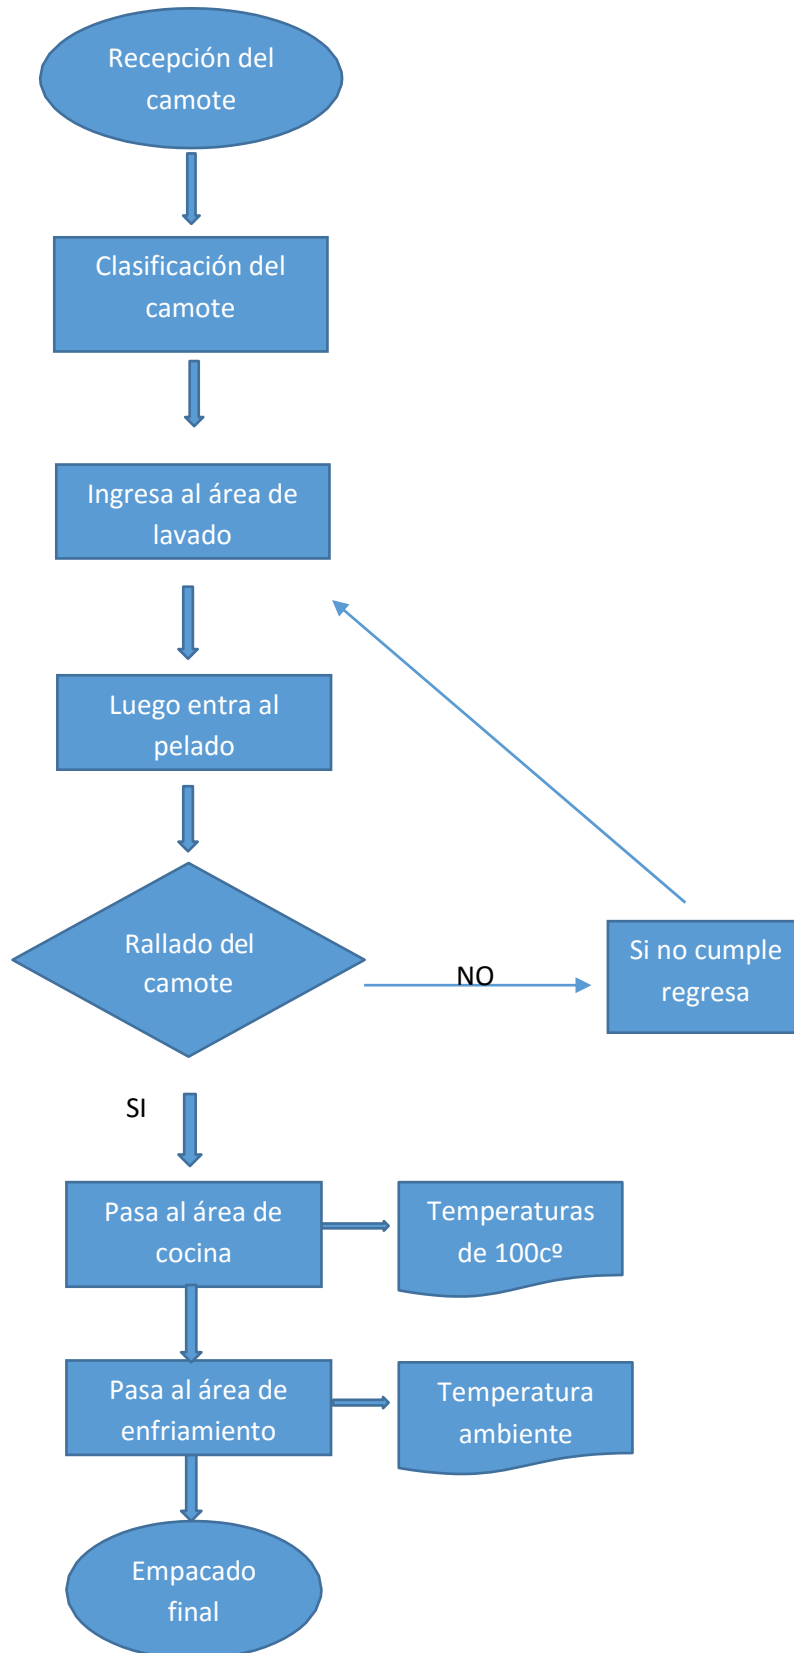 Recepción del
camote
Clasificación del
camote
Ingresa al área de
lavado
Luego entra al
pelado
Rallado del
camote
NO
Si no cumple
regresa
SI
Pasa al área de
cocina
Temperaturas
de 100cº
Pasa al área de
enfriamiento
Temperatura
ambiente
Empacado
final